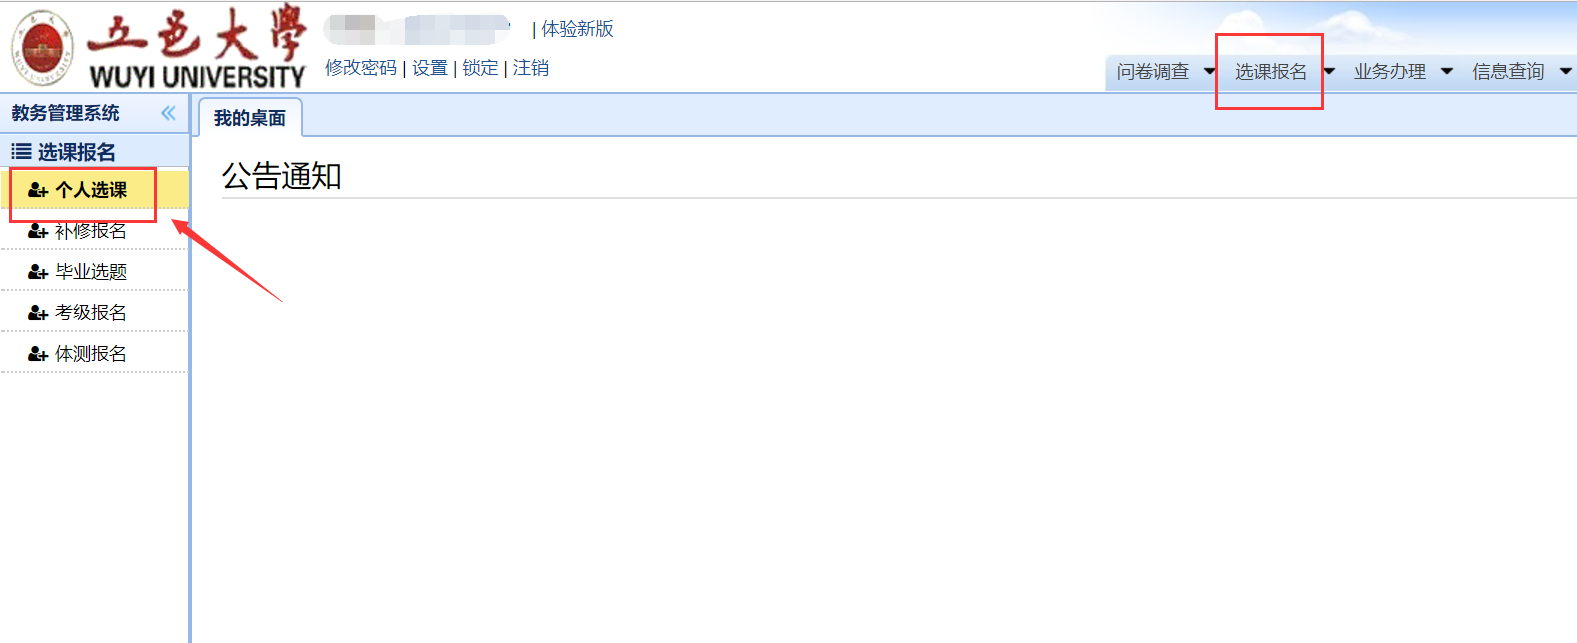 五邑大學
WUYI UNIVERSITY
| 体验新版
修改密码 | 设置 | 锁定 | 注销
问卷调查 选课报名 业务办理 信息查询
教务管理系统
我的桌面
选课报名
公告通知
个人选课
补修报名
毕业选题
考级报名
体测报名